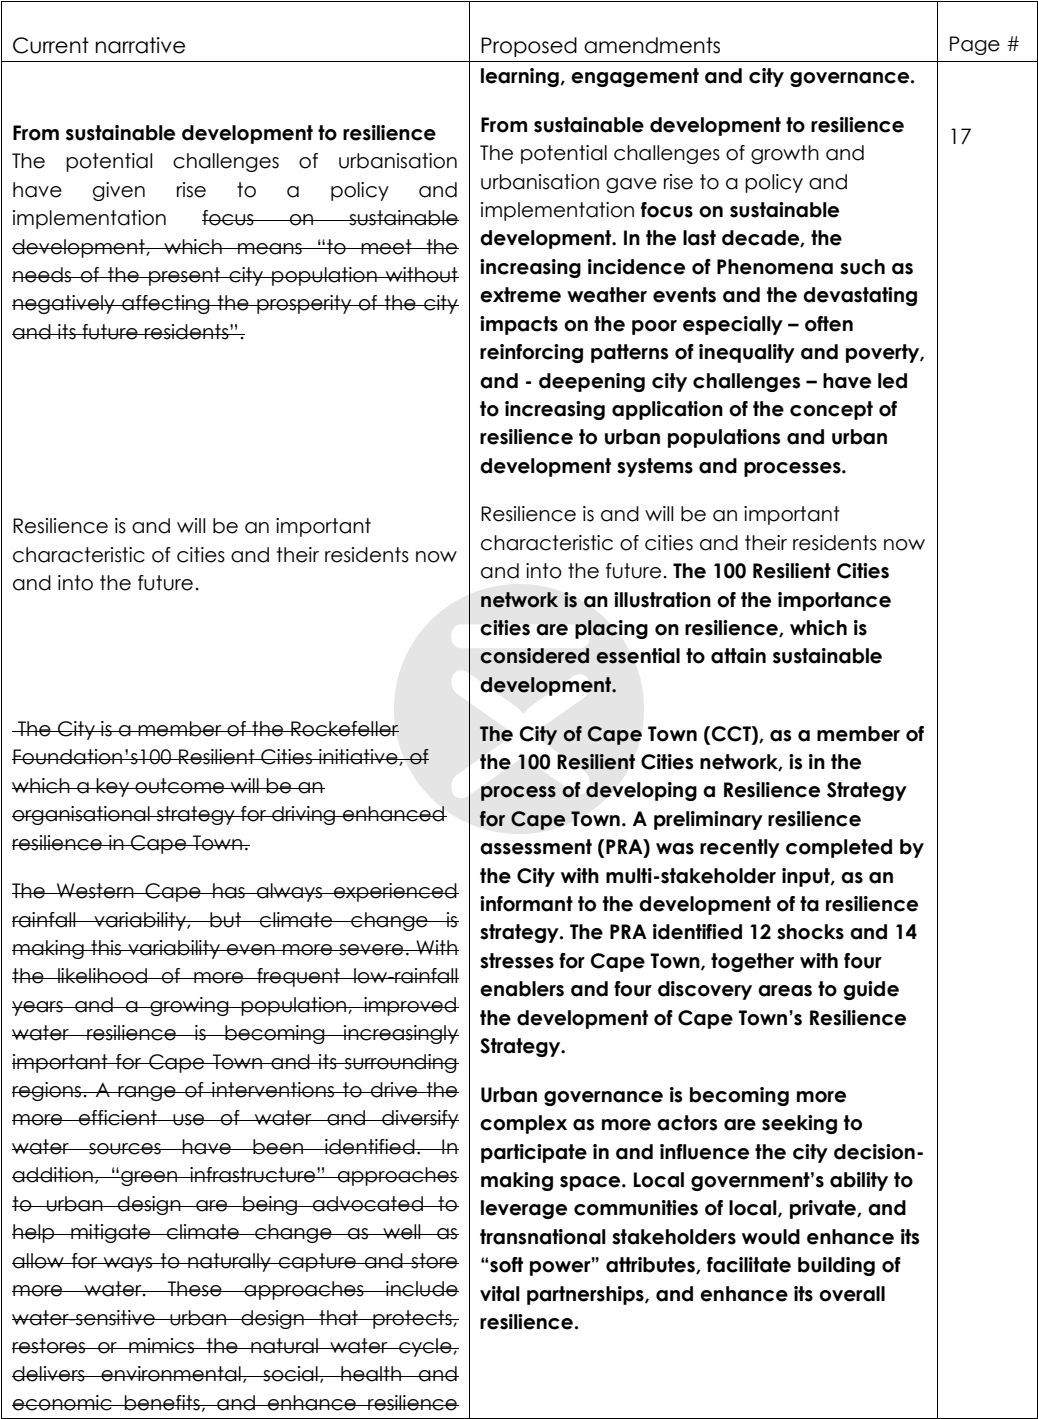 Current narrative
Proposed amendments
Page #
From sustainable development to resilience
The potential challenges of urbanisation
have given rise to a policy and
implementation focus on sustainable
development, which means “to meet the
needs of the present city population without
negatively affecting the prosperity of the city
and its future residents”.
Resilience is and will be an important
characteristic of cities and their residents now
and into the future.
The City is a member of the Rockefeller
Foundation’s100 Resilient Cities initiative, of
which a key outcome will be an
organisational strategy for driving enhanced
resilience in Cape Town.
The Western Cape has always experienced
rainfall variability, but climate change is
making this variability even more severe. With
the likelihood of more frequent low-rainfall
years and a growing population, improved
water resilience is becoming increasingly
important for Cape Town and its surrounding
regions. A range of interventions to drive the
more efficient use of water and diversify
water sources have been identified. In
addition, “green infrastructure” approaches
to urban design are being advocated to
help mitigate climate change as well as
allow for ways to naturally capture and store
more water. These approaches include
water-sensitive urban design that protects,
restores or mimics the natural water cycle,
delivers environmental, social, health and
economic benefits, and enhance resilience
learning, engagement and city governance.
From sustainable development to resilience
The potential challenges of growth and
urbanisation gave rise to a policy and
implementation focus on sustainable
development. In the last decade, the
increasing incidence of Phenomena such as
extreme weather events and the devastating
impacts on the poor especially – often
reinforcing patterns of inequality and poverty,
and - deepening city challenges – have led
to increasing application of the concept of
resilience to urban populations and urban
development systems and processes.
Resilience is and will be an important
characteristic of cities and their residents now
and into the future. The 100 Resilient Cities
network is an illustration of the importance
cities are placing on resilience, which is
considered essential to attain sustainable
development.
The City of Cape Town (CCT), as a member of
the 100 Resilient Cities network, is in the
process of developing a Resilience Strategy
for Cape Town. A preliminary resilience
assessment (PRA) was recently completed by
the City with multi-stakeholder input, as an
informant to the development of ta resilience
strategy. The PRA identified 12 shocks and 14
stresses for Cape Town, together with four
enablers and four discovery areas to guide
the development of Cape Town’s Resilience
Strategy.
Urban governance is becoming more
complex as more actors are seeking to
participate in and influence the city decision-
making space. Local government’s ability to
leverage communities of local, private, and
transnational stakeholders would enhance its
“soft power” attributes, facilitate building of
vital partnerships, and enhance its overall
resilience.
17